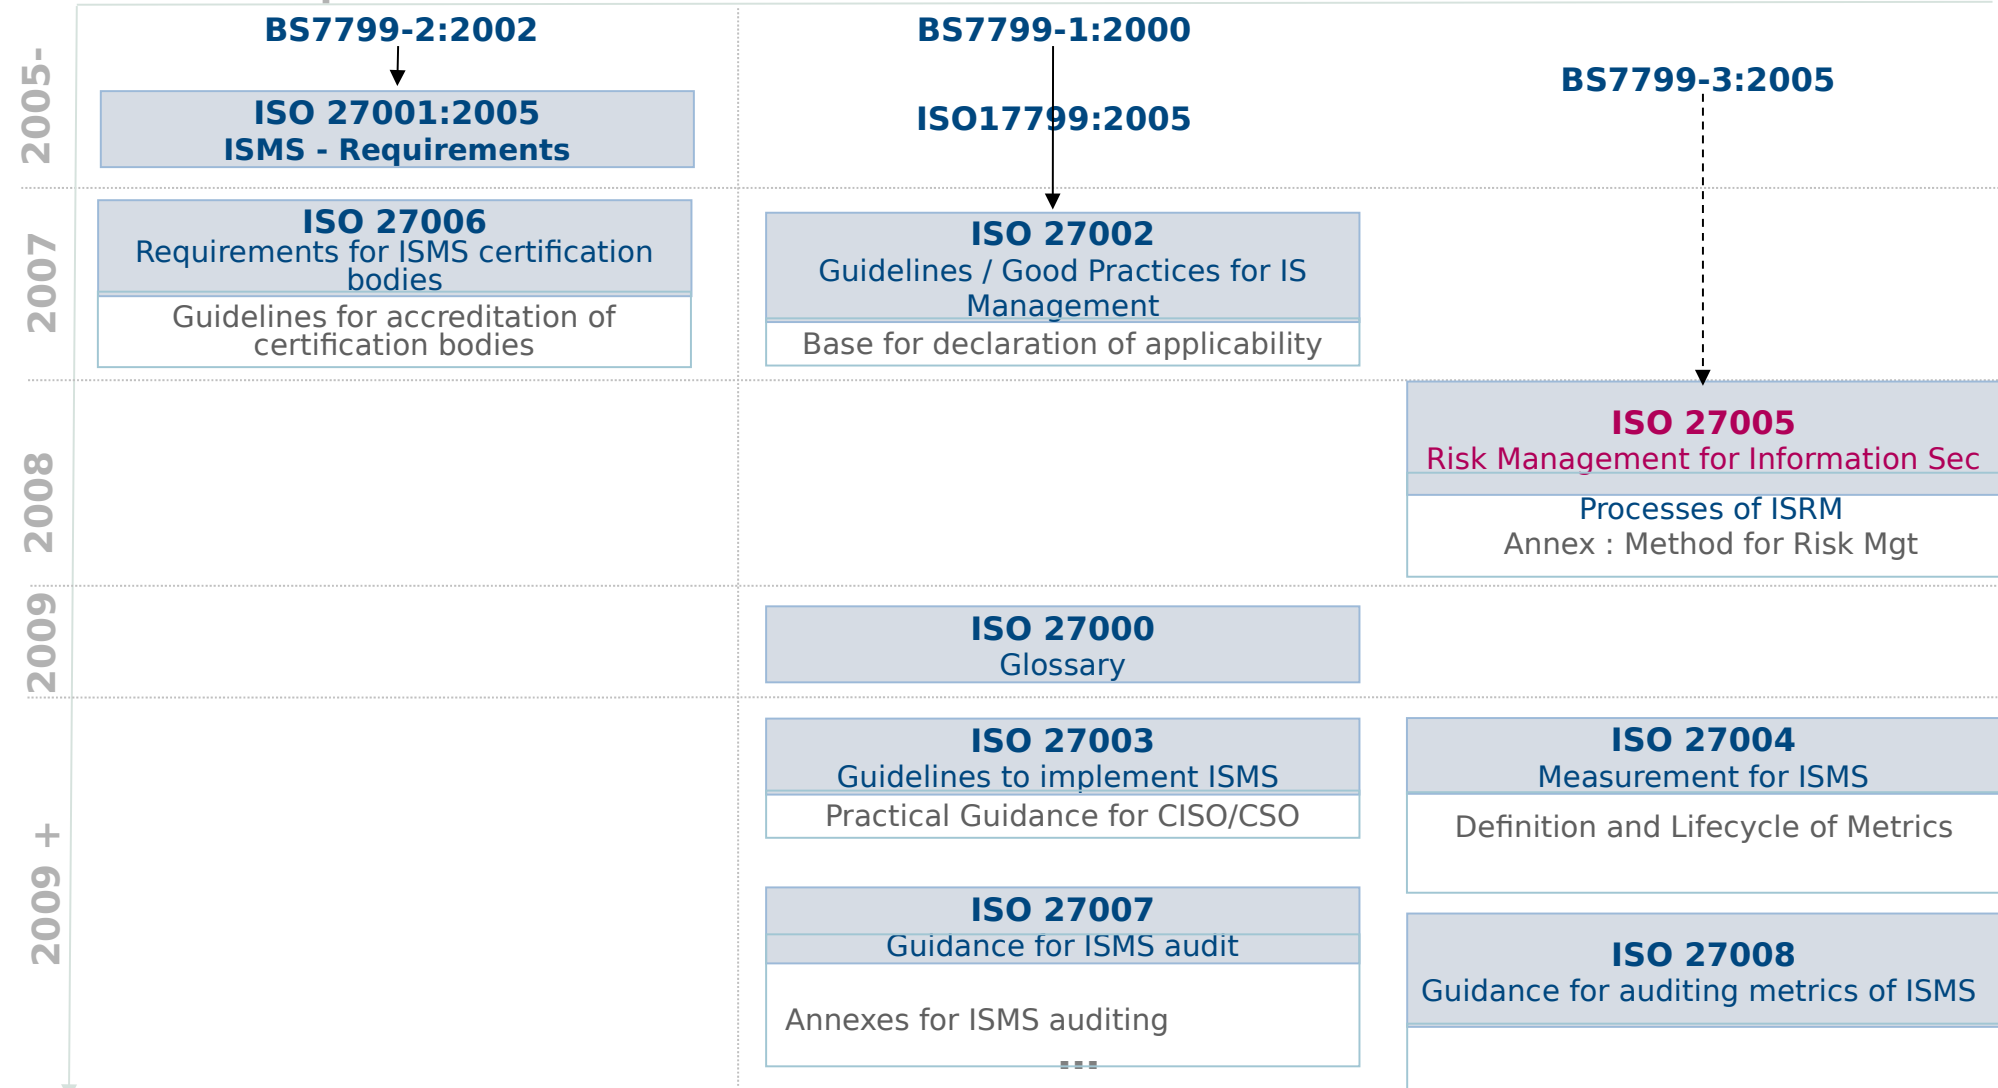 2005-
BS7799-2:2002
BS7799-1:2000
BS7799-3:2005
ISO 27001:2005
ISMS - Requirements
ISO17799:2005
2007
ISO 27006
Requirements for ISMS certification
bodies
Guidelines for accreditation of
certification bodies
ISO 27002
Guidelines / Good Practices for IS
Management
Base for declaration of applicability
2008
ISO 27005
Risk Management for Information Sec
Processes of ISRM
Annex : Method for Risk Mgt
2009
ISO 27000
Glossary
2009 +
ISO 27003
Guidelines to implement ISMS
Practical Guidance for CISO/CSO
ISO 27004
Measurement for ISMS
Definition and Lifecycle of Metrics
ISO 27007
Guidance for ISMS audit
Annexes for ISMS auditing
...
ISO 27008
Guidance for auditing metrics of ISMS